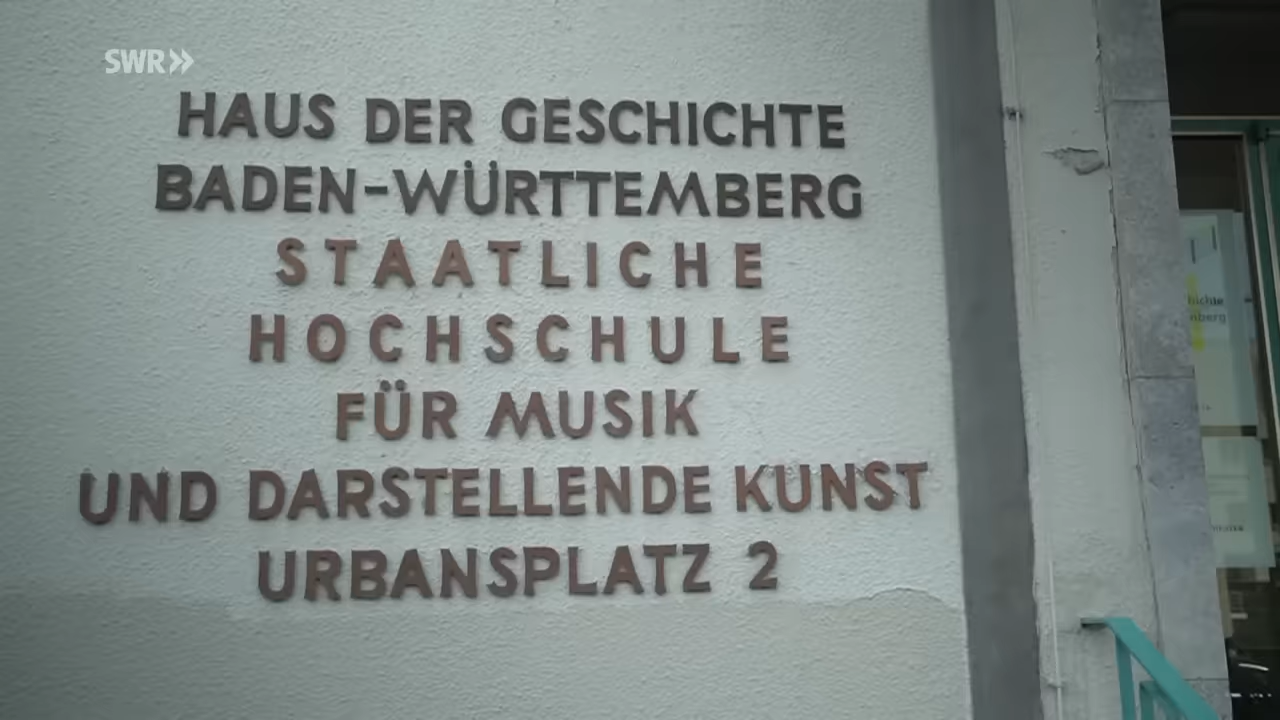 SWR
HAUS DER GESCHICHTE
BADEN-WÜRTTEMBERG
STAATLICHE
HOCHSCHULE
FÜR MUSIK
UND DARSTELLENDE KUNST
URBANSPLATZ 2